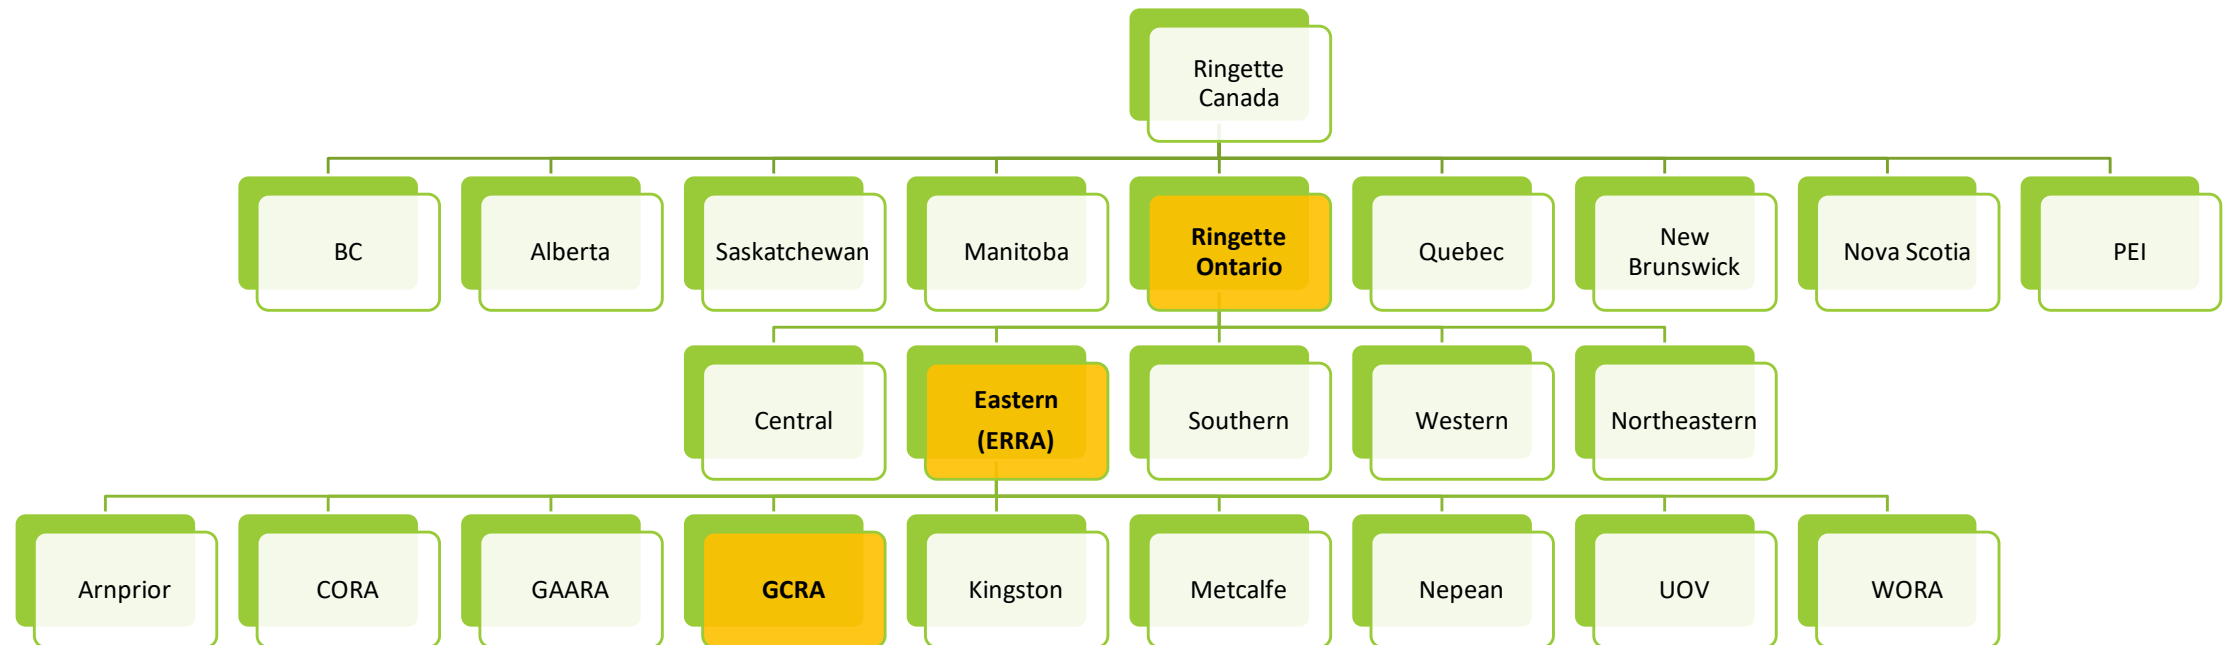 Ringette
Canada
BC
Alberta
Saskatchewan
Manitoba
Ringette
Ontario
Quebec
New
Brunswick
Nova Scotia
PEI
Central
Eastern
(ERRA)
Southern
Western
Northeastern
Arnprior
CORA
GAARA
GCRA
Kingston
Metcalfe
Nepean
UOV
WORA